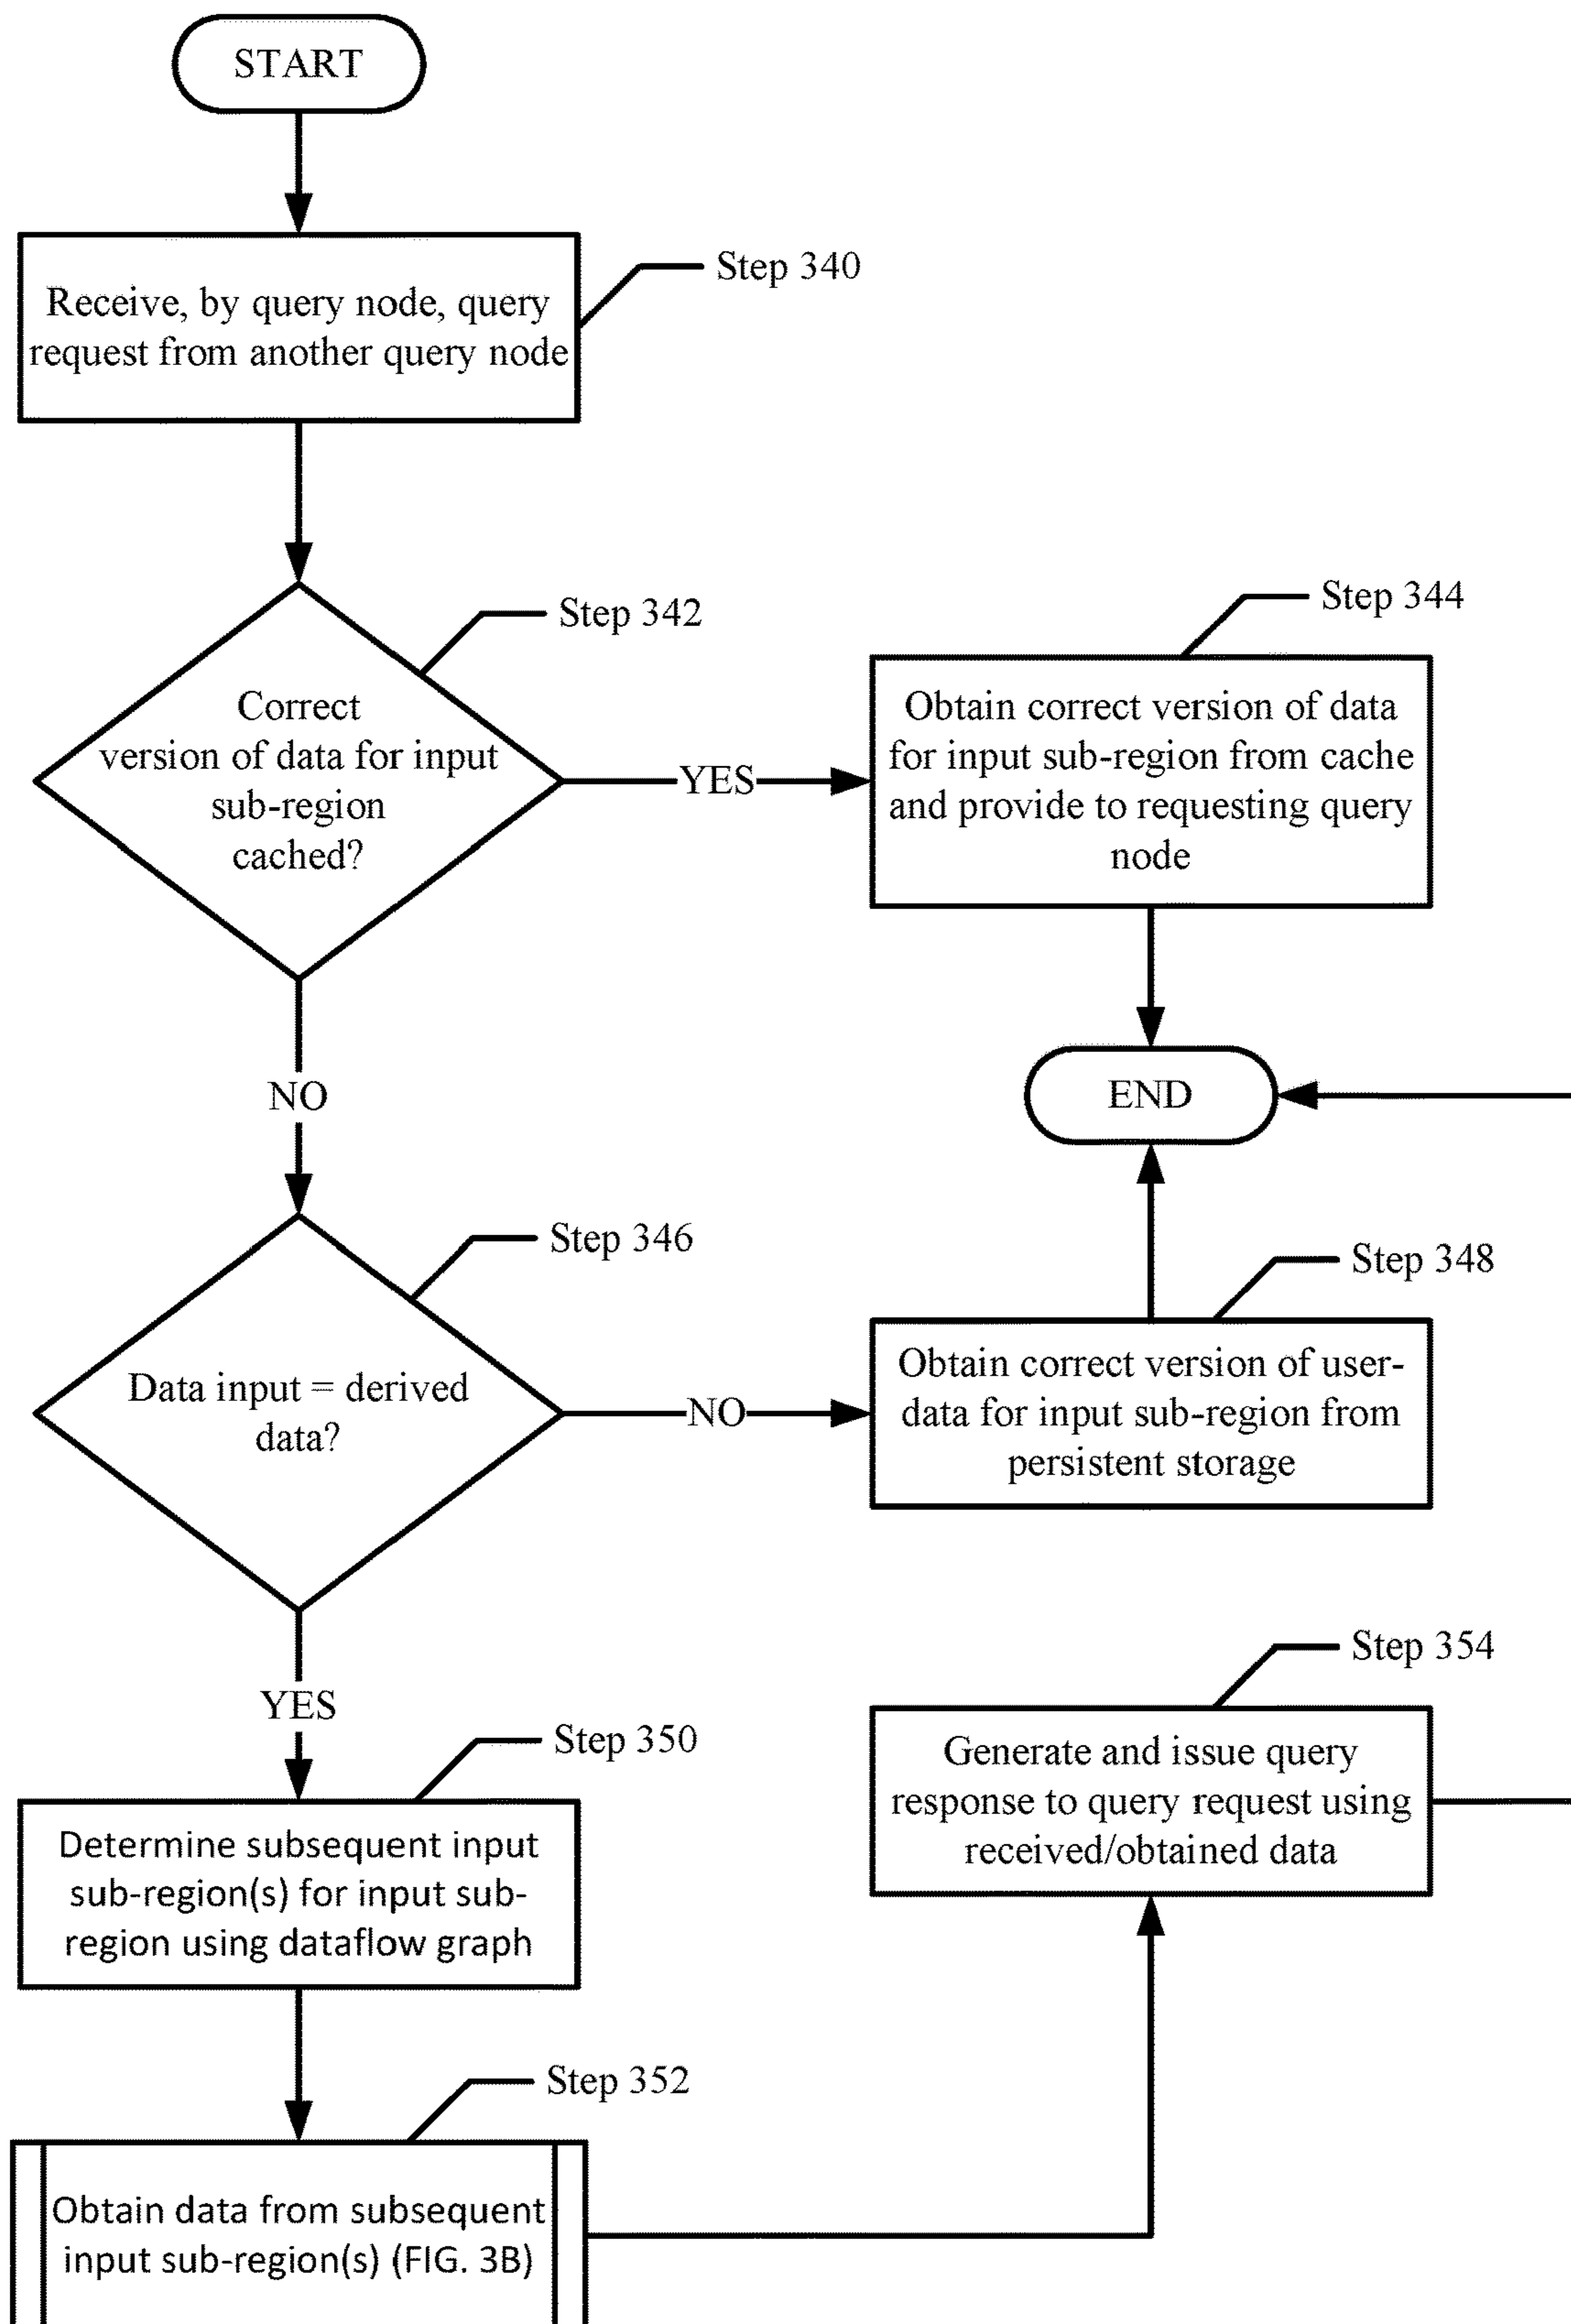 START
Step 340
Receive, by query node, query
request from another query node
Step 342
Correct
version of data for input
sub-region
cached?
YES
Step 344
Obtain correct version of data
for input sub-region from cache
and provide to requesting query
node
NO
END
Step 346
Data input = derived
data?
NO
Step 348
Obtain correct version of user-
data for input sub-region from
persistent storage
YES
Step 350
Determine subsequent input
sub-region(s) for input sub-
region using dataflow graph
Step 354
Generate and issue query
response to query request using
received/obtained data
Step 352
Obtain data from subsequent
input sub-region(s) (FIG. 3B)